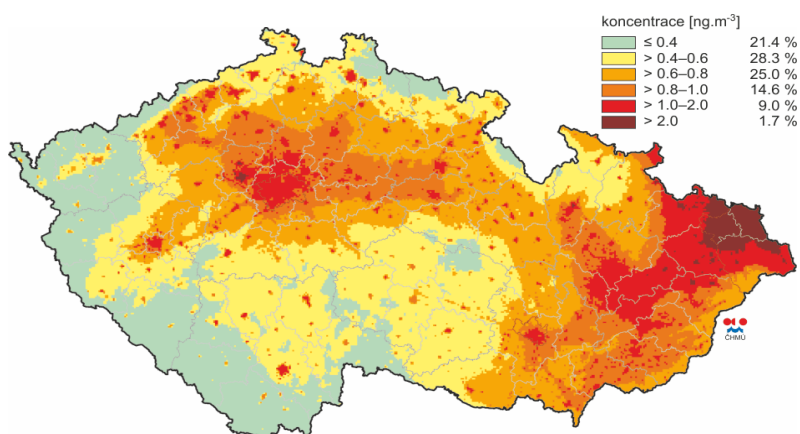 koncentrace [ng.m-3]
≤ 0.4 21.4 %
> 0.4–0.6 28.3 %
> 0.6–0.8 25.0 %
> 0.8–1.0 14.6 %
> 1.0–2.0 9.0 %
> 2.0 1.7 %
ČHMÚ